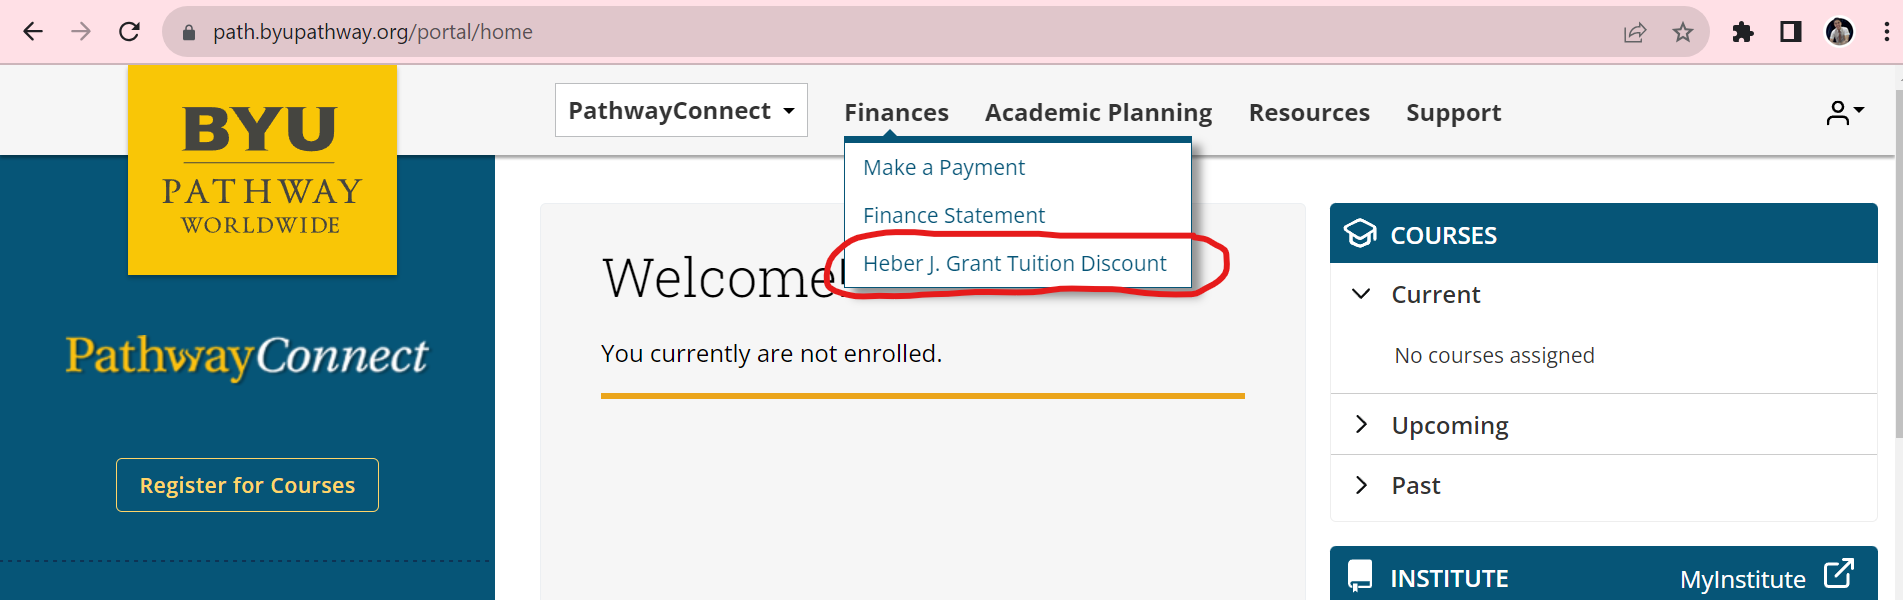 path.byupathway.org/portal/home
BYU
PATHWAY
WORLDWIDE
PathwayConnect
Finances
Academic Planning
Resources
Support
Make a Payment
Finance Statement
Heber J. Grant Tuition Discount
PathwayConnect
Register for Courses
Welcome!
You currently are not enrolled.
COURSES
Current
No courses assigned
Upcoming
Past
INSTITUTE
MyInstitute